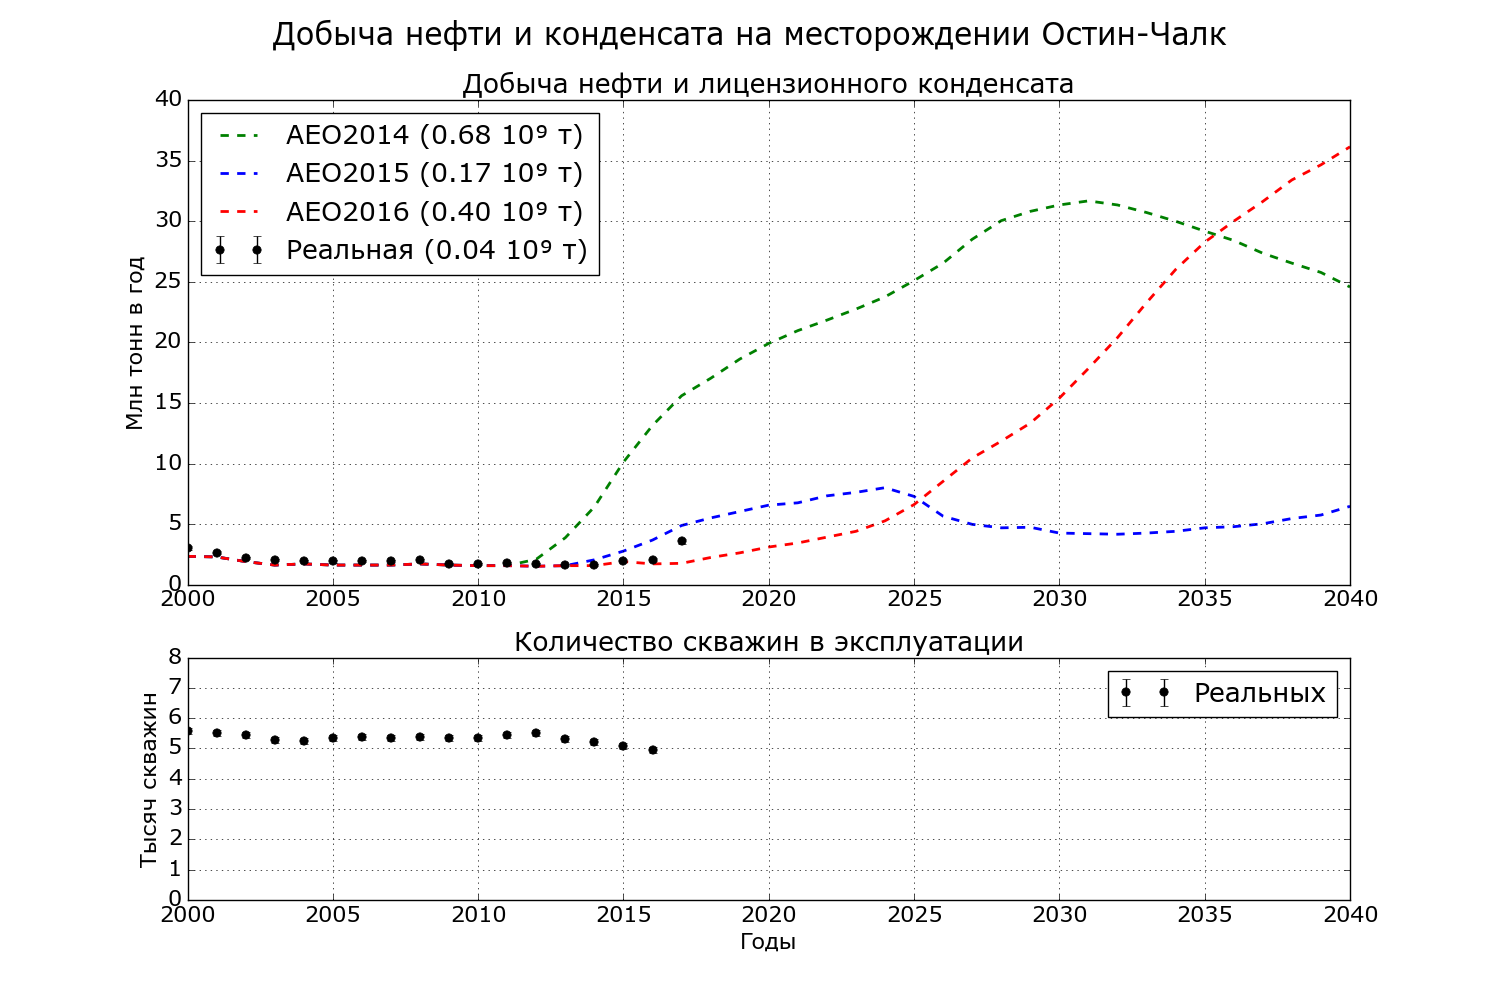 Добыча нефти и конденсата на месторождении Остин-Чалк
Добыча нефти и лицензионного конденсата
40
35
30
25
20
15
10
5
0
Млн тонн в год
AEO2014 (0.68 10⁹ т)
AEO2015 (0.17 10⁹ т)
AEO2016 (0.40 10⁹ т)
Реальная (0.04 10⁹ т)
2000 2005 2010 2015 2020 2025 2030 2035 2040
Количество скважин в эксплуатации
8
7
6
5
4
3
2
1
0
Тысяч скважин
Реальных
2000 2005 2010 2015 2020 2025 2030 2035 2040
Годы